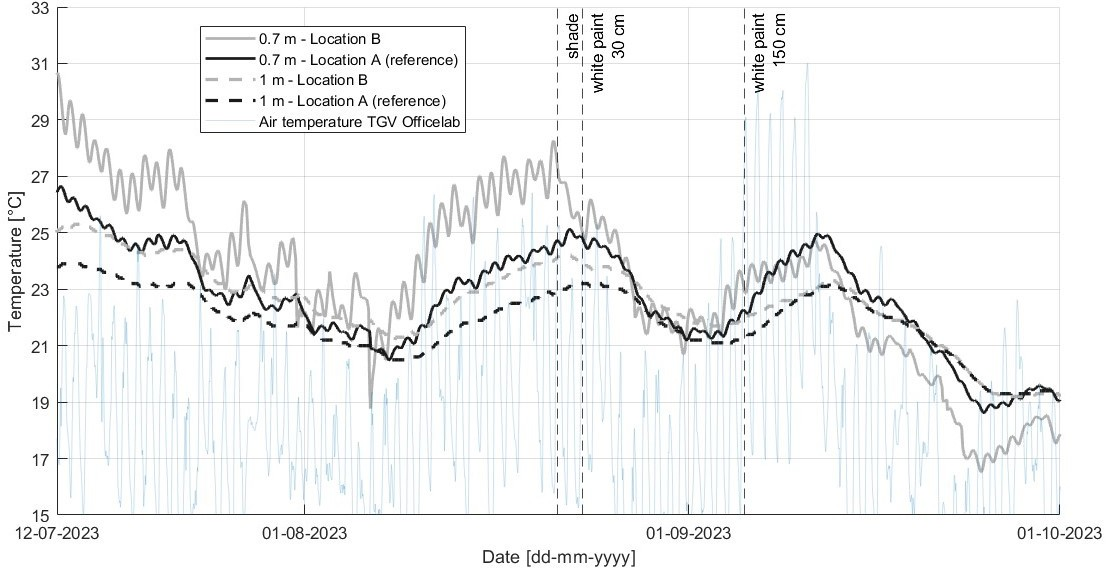 33
31
29
27
25
23
21
19
17
15
Temperature [°C]
0.7 m - Location B
0.7 m - Location A (reference)
1 m - Location B
1 m - Location A (reference)
Air temperature TGV Officelab
shade
white paint
30 cm
white paint
150 cm
12-07-2023
01-08-2023
01-09-2023
01-10-2023
Date [dd-mm-yyyy]